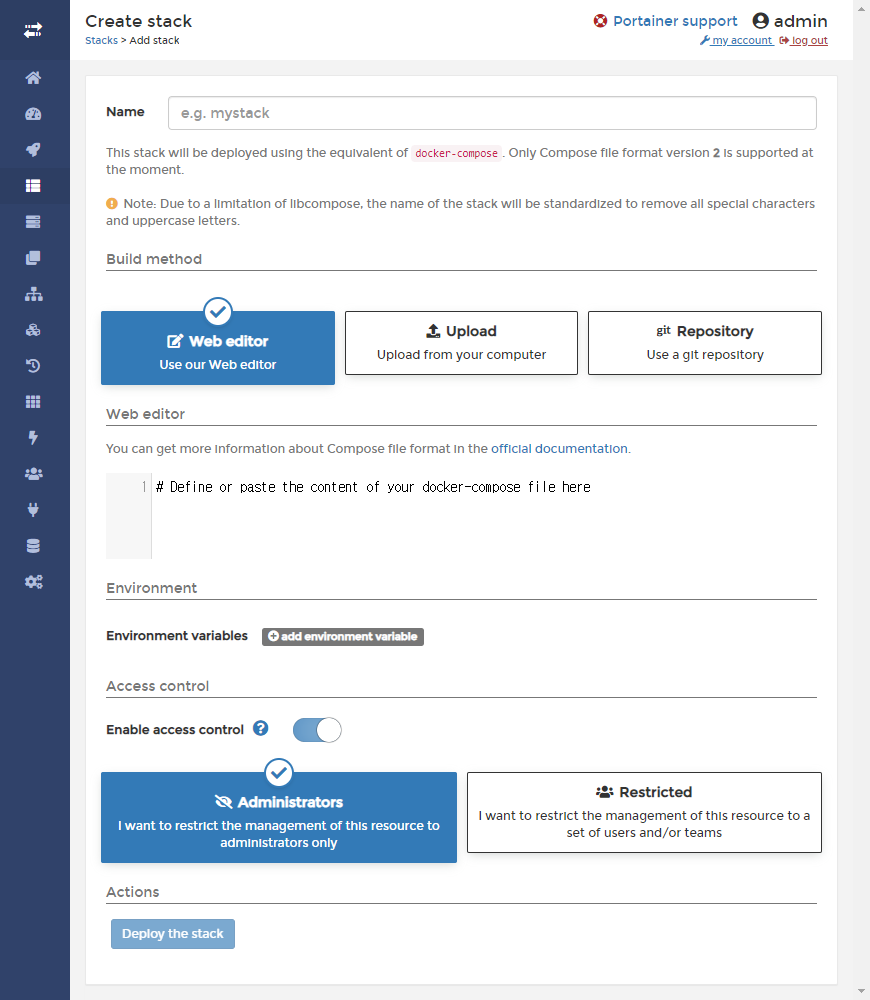 Create stack
Portainer support
admin
Stacks > Add stack
my account
log out
Name
e.g. mystack
This stack will be deployed using the equivalent of docker-compose. Only Compose file format version 2 is supported at
the moment.
Note: Due to a limitation of libcompose, the name of the stack will be standardized to remove all special characters
and uppercase letters.
Build method
Web editor
Use our Web editor
Upload
Upload from your computer
git Repository
Use a git repository
Web editor
You can get more information about Compose file format in the official documentation.
1 # Define or paste the content of your docker-compose file here
Environment
Environment variables
add environment variable
Access control
Enable access control
Administrators
I want to restrict the management of this resource to
administrators only
Restricted
I want to restrict the management of this resource to a
set of users and/or teams
Actions
Deploy the stack